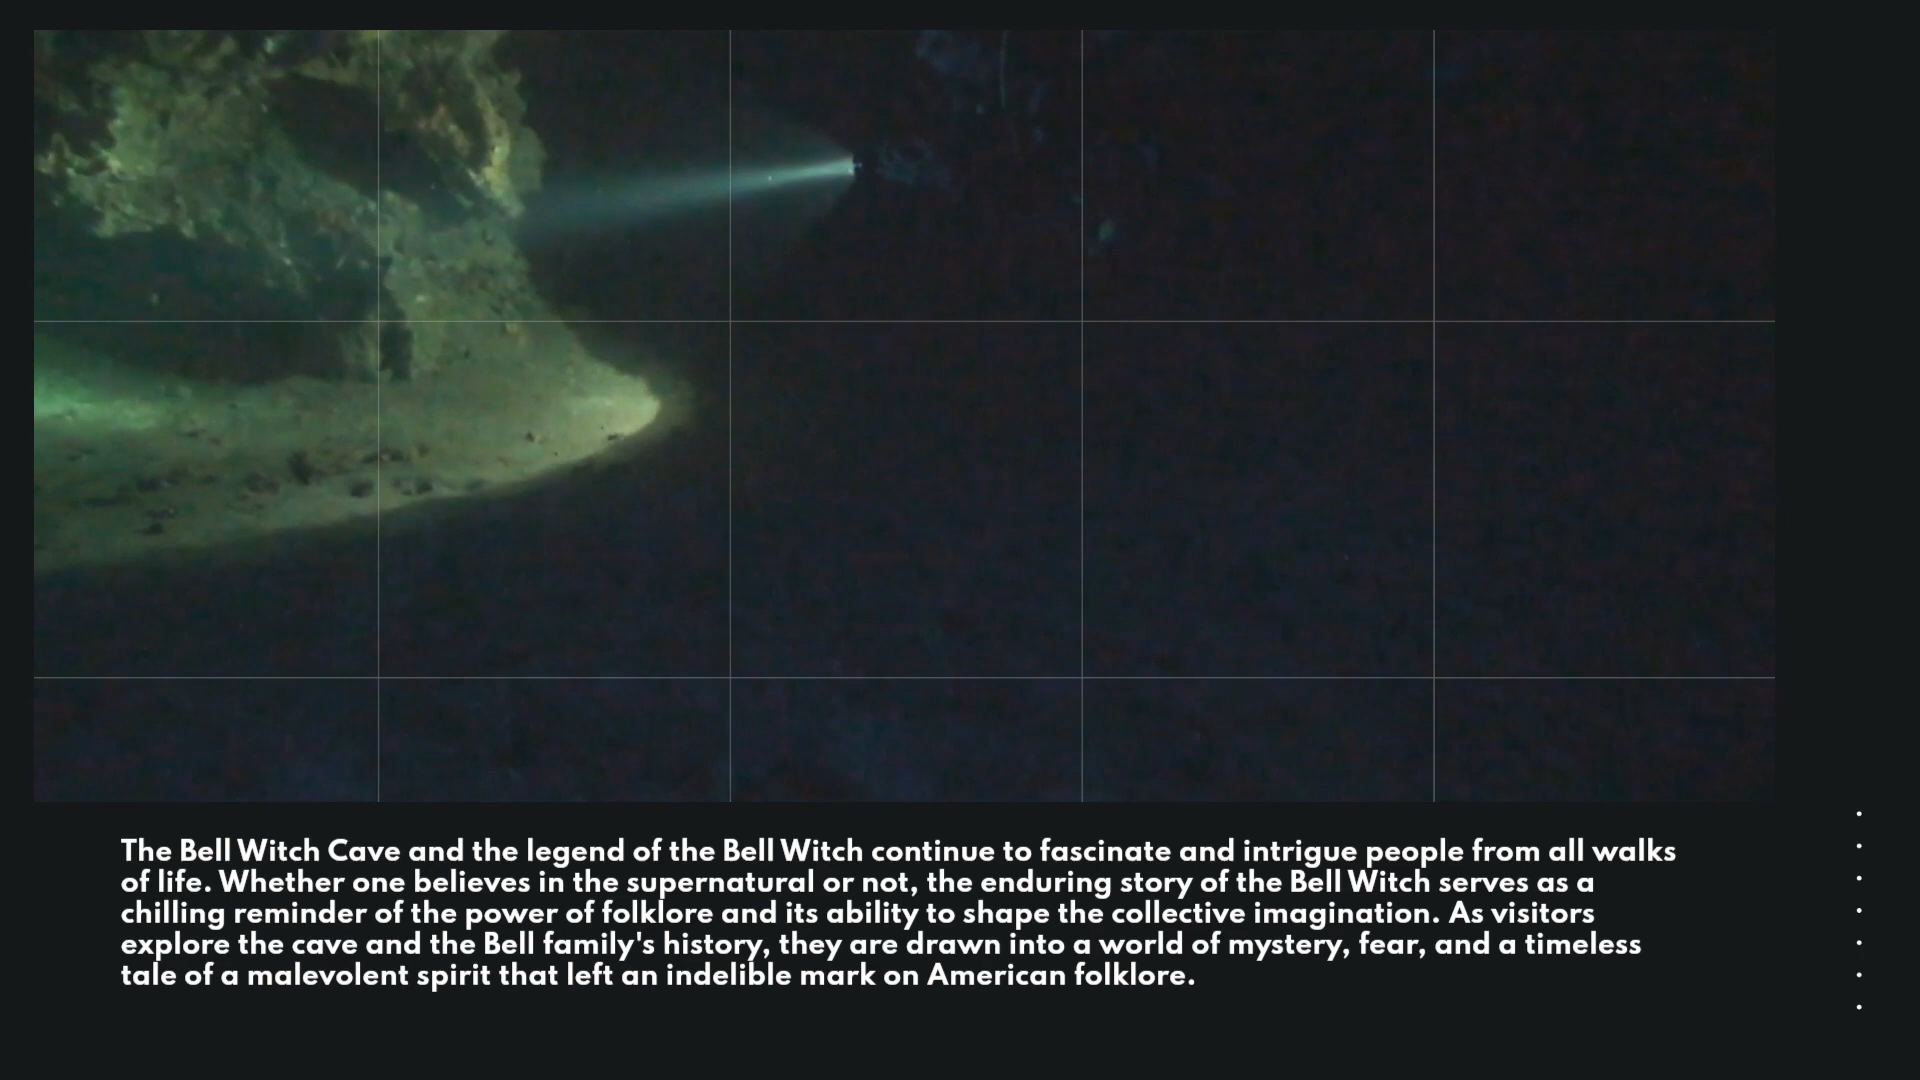 The Bell Witch Cave and the legend of the Bell Witch continue to fascinate and intrigue people from all walks
of life. Whether one believes in the supernatural or not, the enduring story of the Bell Witch serves as a
chilling reminder of the power of folklore and its ability to shape the collective imagination. As visitors
explore the cave and the Bell family's history, they are drawn into a world of mystery, fear, and a timeless
tale of a malevolent spirit that left an indelible mark on American folklore.